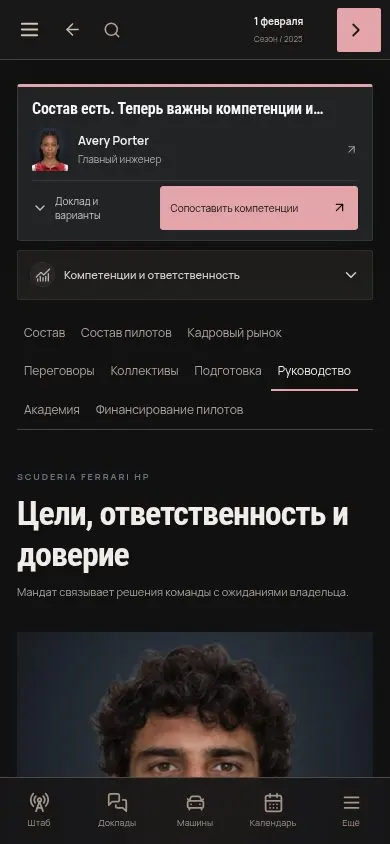 1 февраля
Сезон / 2025
Состав есть. Теперь важны компетенции и...
Avery Porter
Главный инженер
Доклад и
варианты
Сопоставить компетенции
Компетенции и ответственность
Состав Состав пилотов Кадровый рынок
Переговоры Коллективы Подготовка Руководство
Академия Финансирование пилотов
SCUDERIA FERRARI HP
Цели, ответственность и
доверие
Мандат связывает решения команды с ожиданиями владельца.
Штаб Доклады Машины Календарь Ещё